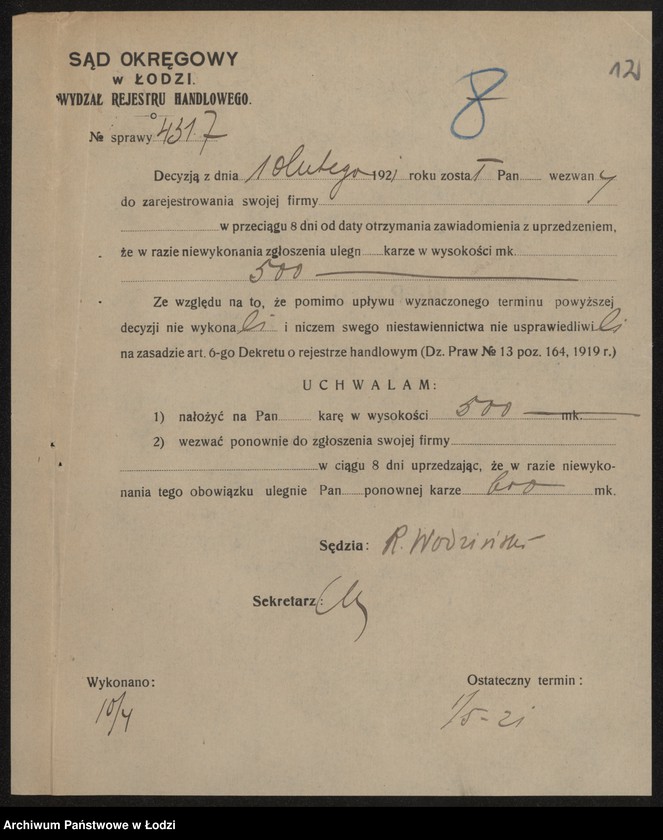 SĄD OKRĘGOWY
w ŁODZI.
WYDZAŁ REJESTRU HANDLOWEGO.
8
12
№ sprawy 4317
Decyzją z dnia 10 lutego 1921 roku został Pan wezwany
do zarejestrowania swojej firmy
w przeciągu 8 dni od daty otrzymania zawiadomienia z uprzedzeniem,
że w razie niewykonania zgłoszenia ulegn karze w wysokości mk.
500
Ze względu na to, że pomimo upływu wyznaczonego terminu powyższej
decyzji nie wykonali i niczem swego niestawiennictwa nie usprawiedliwili
na zasadzie art. 6-go Dekretu o rejestrze handlowym (Dz. Praw № 13 poz. 164, 1919 r.)
UCHWALAM:
1) nałożyć na Pan karę w wysokości 500 mk.
2) wezwać ponownie do zgłoszenia swojej firmy
w ciągu 8 dni uprzedzając, że w razie niewyko-
nania tego obowiązku ulegnie Pan ponownej karze 600 mk.
Sędzia: R. Wodziński
Sekretarz:
Wykonano: Ostateczny termin:
10/4 1/5-21
Archiwum Państwowe w Łodzi